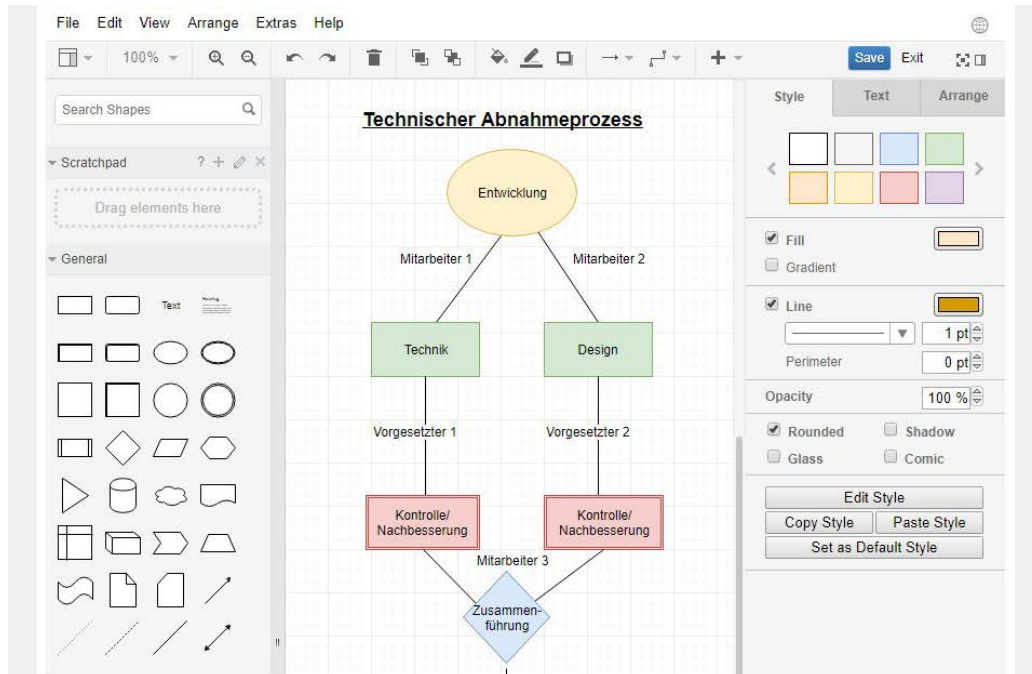 File Edit View Arrange Extras Help
100%
Save Exit
Search Shapes
Scratchpad ?
Drag elements here
General
Text
Technischer Abnahmeprozess
Entwicklung
Mitarbeiter 1 Mitarbeiter 2
Technik Design
Vorgesetzter 1 Vorgesetzter 2
Kontrolle/ Kontrolle/
Nachbesserung Nachbesserung
Mitarbeiter 3
Zusammen-
führung
Style Text Arrange
Fill
Gradient
Line
1 pt
Perimeter 0 pt
Opacity 100 %
Rounded Shadow
Glass Comic
Edit Style
Copy Style Paste Style
Set as Default Style